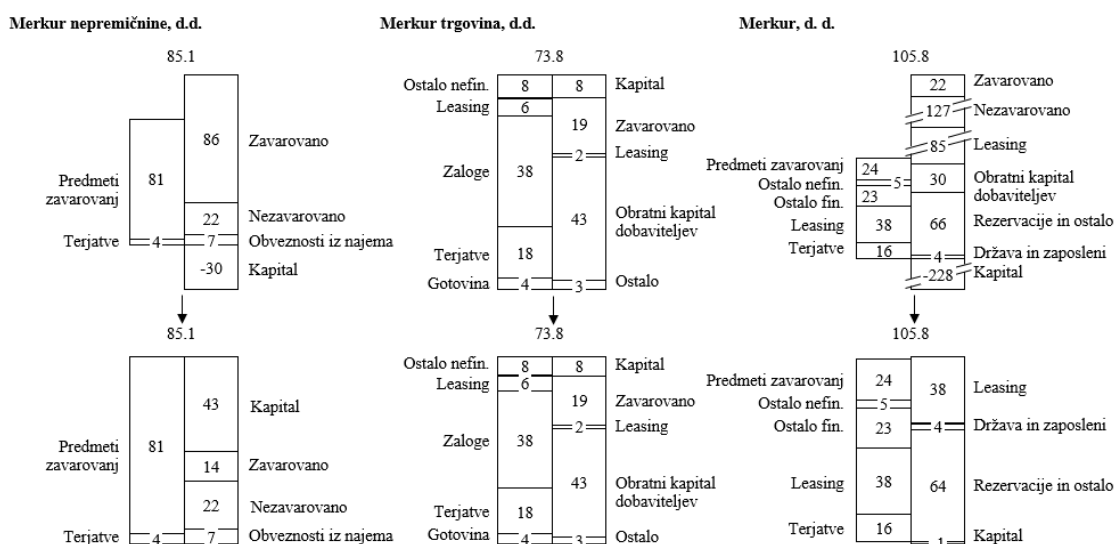 Merkur nepremičnine, d.d.
85.1
86
Zavarovano
Predmeti
zavarovanj
81
22
Nezavarovano
Terjatve
4
7
Obveznosti iz najema
-30
Kapital
Merkur trgovina, d.d.
73.8
Ostalo nefin.
8
8
Kapital
Leasing
6
19
Zavarovano
2
Leasing
Zaloge
38
43
Obratni kapital
dobaviteljev
Terjatve
18
Gotovina
4
3
Ostalo
Merkur, d. d.
105.8
22
Zavarovano
127
Nezavarovano
85
Leasing
Predmeti zavarovanj
24
Ostalo nefin.
5
30
Obratni kapital
dobaviteljev
Ostalo fin.
23
Leasing
38
66
Rezervacije in ostalo
Terjatve
16
4
Država in zaposleni
-228
Kapital
85.1
43
Kapital
Predmeti
zavarovanj
81
14
Zavarovano
22
Nezavarovano
Terjatve
4
7
Obveznosti iz najema
73.8
Ostalo nefin.
8
8
Kapital
Leasing
6
19
Zavarovano
2
Leasing
Zaloge
38
43
Obratni kapital
dobaviteljev
Terjatve
18
Gotovina
4
3
Ostalo
105.8
Predmeti zavarovanj
24
38
Leasing
Ostalo nefin.
5
Ostalo fin.
23
4
Država in zaposleni
Leasing
38
64
Rezervacije in ostalo
Terjatve
16
1
Kapital